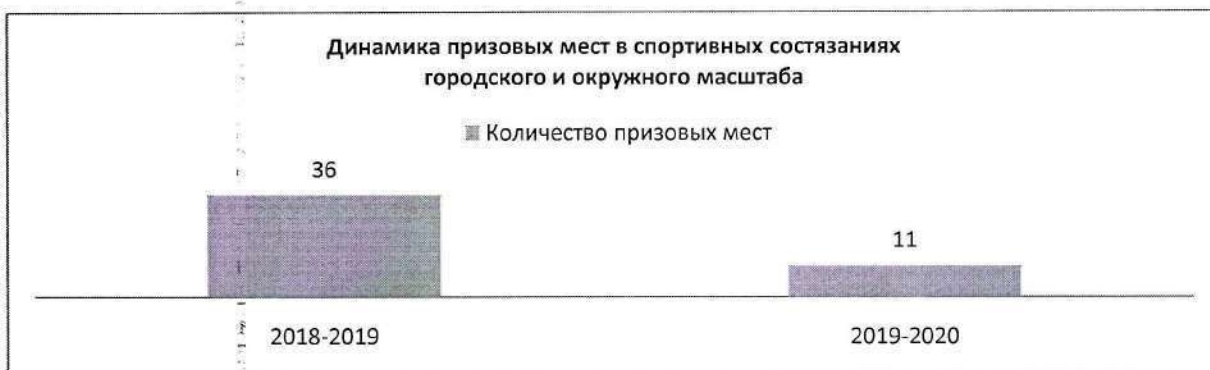 Динамика призовых мест в спортивных состязаниях
городского и окружного масштаба
Количество призовых мест
36
11
2018-2019
2019-2020